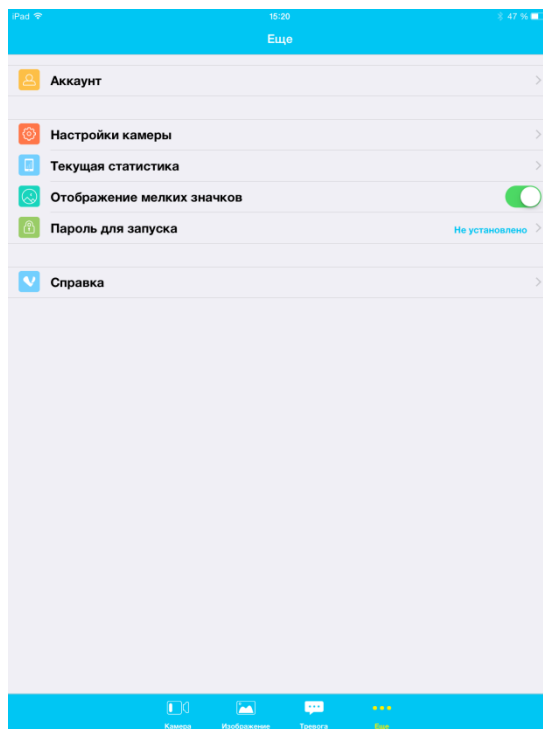 iPad 15:20 47 %
Еще
Аккаунт
Настройки камеры
Текущая статистика
Отображение мелких значков
Пароль для запуска Не установлено
Справка
Камера Изображение Тревога Еще